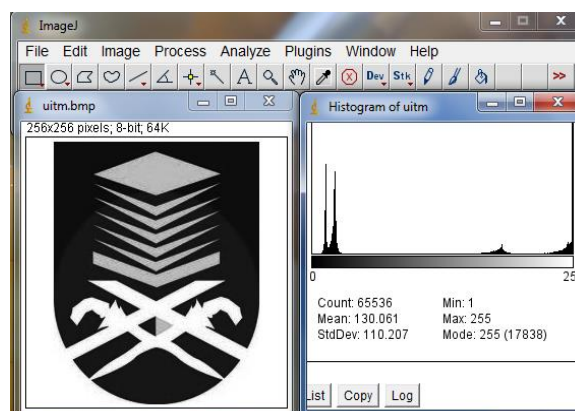 ImageJ
File Edit Image Process Analyze Plugins Window Help
A Dev Stk >>
uitm.bmp
256x256 pixels; 8-bit; 64K
Histogram of uitm
0 25
Count: 65536 Min: 1
Mean: 130.061 Max: 255
StdDev: 110.207 Mode: 255 (17838)
List Copy Log